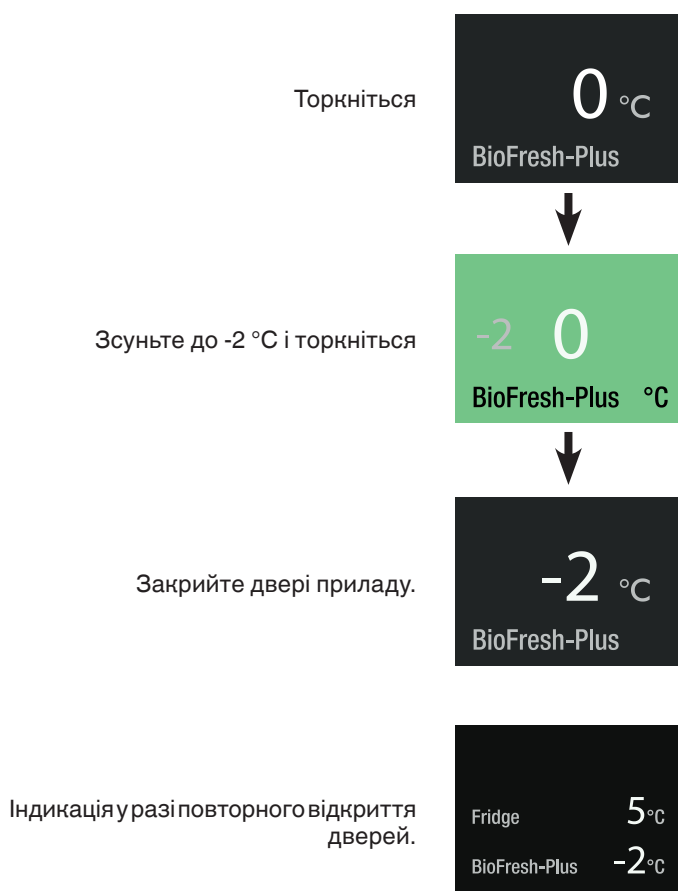 Торкніться
0 °C
BioFresh-Plus
Зсуньте до -2 °C і торкніться
-2 0
BioFresh-Plus °C
Закрийте двері приладу.
-2 °C
BioFresh-Plus
Індикація у разі повторного відкриття
дверей.
Fridge 5°C
BioFresh-Plus -2°C